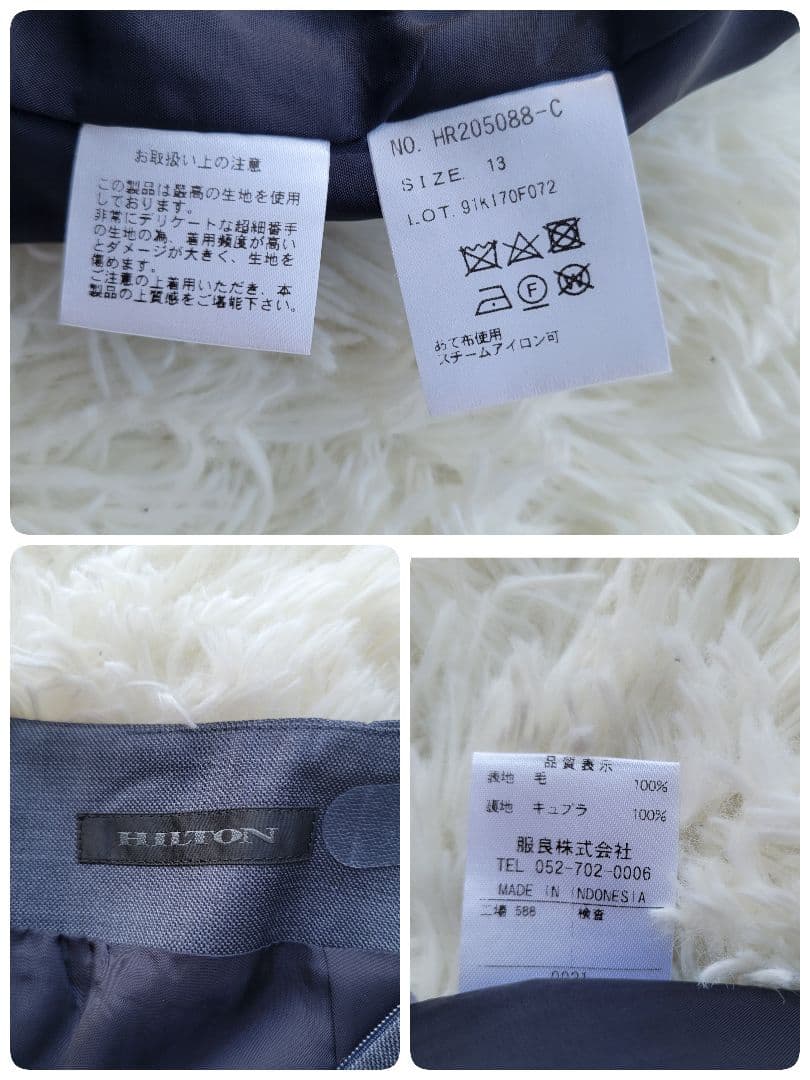 お取扱い上の注意
この製品は最高の生地を使用
しております。
非常にデリケートな超細番手
の生地の為、着用頻度が高い
とダメージが大きく、生地を
傷めます。
ご注意の上着用いただき、本
製品の上質感をご堪能下さい。
NO. HR205088-C
SIZE. 13
LOT. 91K170F072
F
W
あて布使用
スチームアイロン可
HILTON
品質表示
表地 毛 100%
裏地 キュプラ 100%
服良株式会社
TEL 052-702-0006
MADE IN INDONESIA
工場 588 検査
0021